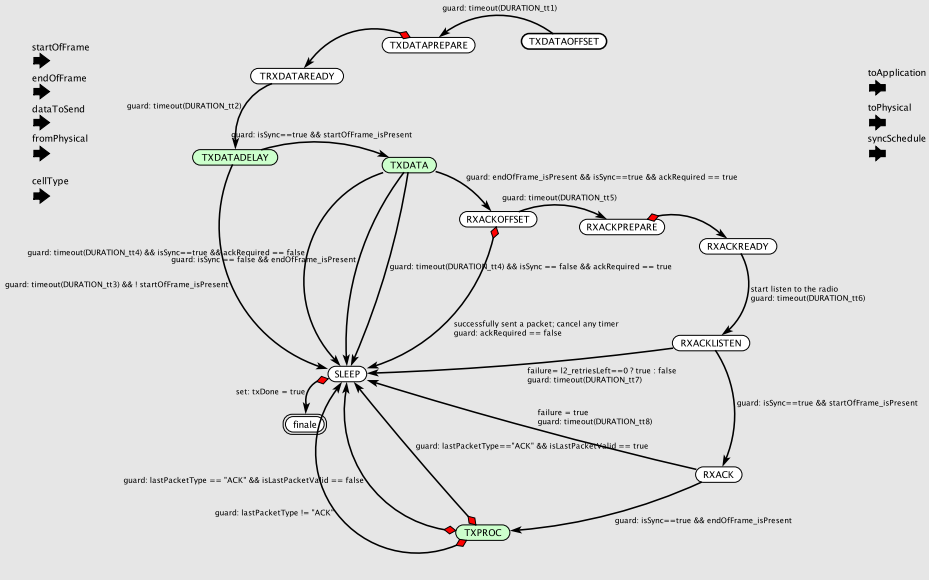 guard: timeout(DURATION_tt1)
TXDATAOFFSET
TXDATAPREPARE
startOfFrame
TRXDATAREADY
toApplication
endOfFrame
guard: timeout(DURATION_tt2)
dataToSend
toPhysical
guard: isSync==true && startOfFrame_isPresent
fromPhysical
syncSchedule
TXDATADELAY
TXDATA
cellType
guard: endOfFrame_isPresent && isSync==true && ackRequired == true
guard: timeout(DURATION_tt5)
RXACKOFFSET
RXACKPREPARE
RXACKREADY
guard: timeout(DURATION_tt4) && isSync==true && ackRequired == false
guard: isSync == false && endOfFrame_isPresent
guard: timeout(DURATION_tt4) && isSync == false && ackRequired == true
guard: timeout(DURATION_tt3) && ! startOfFrame_isPresent
start listen to the radio
guard: timeout(DURATION_tt6)
successfully sent a packet; cancel any timer
guard: ackRequired == false
RXACKLISTEN
SLEEP
failure= l2_retriesLeft==0 ? true : false
guard: timeout(DURATION_tt7)
set: txDone = true
guard: isSync==true && startOfFrame_isPresent
finale
failure = true
guard: timeout(DURATION_tt8)
guard: lastPacketType=="ACK" && isLastPacketValid == true
RXACK
guard: lastPacketType == "ACK" && isLastPacketValid == false
guard: lastPacketType != "ACK"
guard: isSync==true && endOfFrame_isPresent
TXPROC